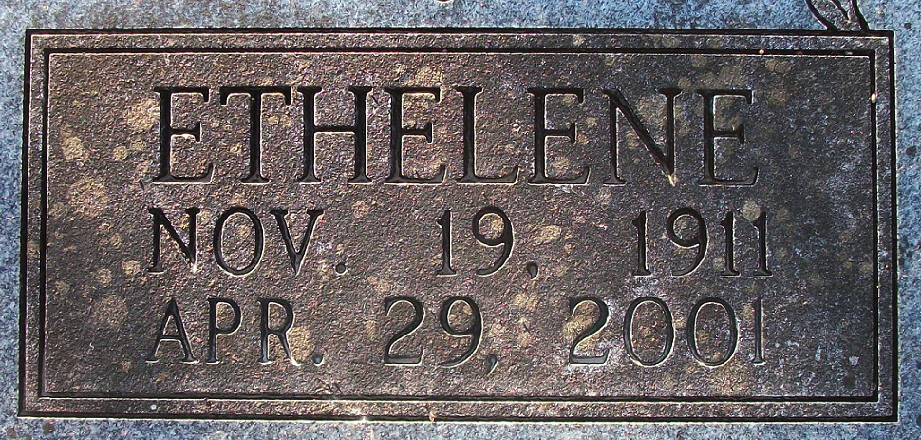 ETHELENE
NOV. 19, 1911
APR. 29, 2001